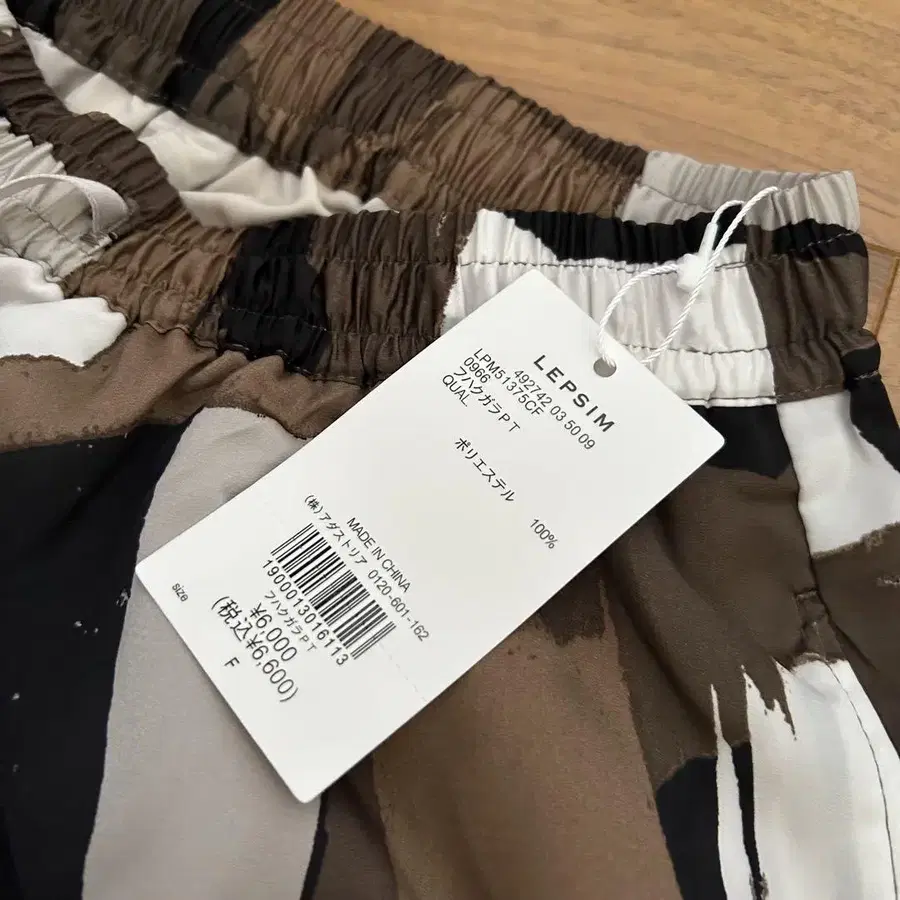 LEPSIM
492742 03 50 09
LPM51375CF
0966
フハクガラPT
QUAL
ポリエステル 100%
MADE IN CHINA
(株)アダストリア 0120-601-162
1900013016113
フハクガラPT
¥6,000
(税込¥6,600)
size F